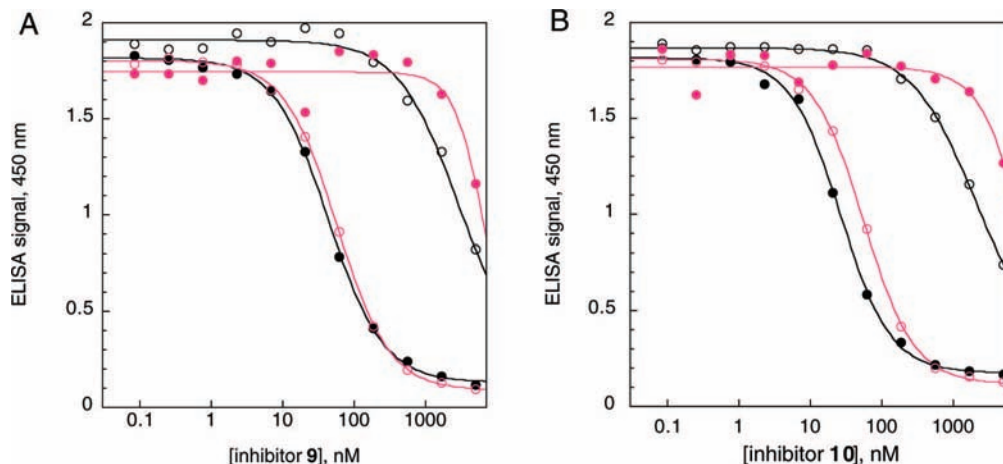 A
ELISA signal, 450 nm
2
1.5
1
0.5
0
0.1 1 10 100 1000
[inhibitor 9], nM
B
ELISA signal, 450 nm
2
1.5
1
0.5
0
0.1 1 10 100 1000
[inhibitor 10], nM